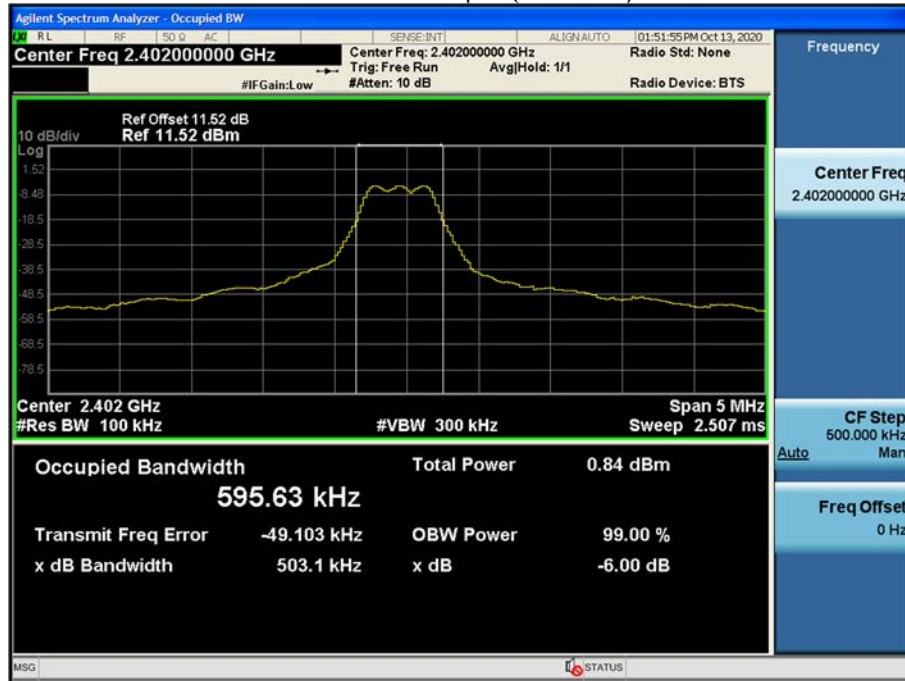 Agilent Spectrum Analyzer - Occupied BW
LXI RL RF 50 Ω AC SENSE:INT ALIGN AUTO 01:51:55 PM Oct 13, 2020
Center Freq 2.402000000 GHz Center Freq: 2.402000000 GHz Radio Std: None Frequency
Trig: Free Run Avg|Hold: 1/1
#IFGain:Low #Atten: 10 dB Radio Device: BTS
Ref Offset 11.52 dB
10 dB/div Ref 11.52 dBm
Log
1.52
-8.48
-18.5
-28.5
-38.5
-48.5
-58.5
-68.5
-78.5
Center Freq
2.402000000 GHz
Center 2.402 GHz Span 5 MHz
#Res BW 100 kHz #VBW 300 kHz Sweep 2.507 ms
CF Step
500.000 kHz
Auto Man
Occupied Bandwidth Total Power 0.84 dBm
595.63 kHz
Transmit Freq Error -49.103 kHz OBW Power 99.00 %
x dB Bandwidth 503.1 kHz x dB -6.00 dB
Freq Offset
0 Hz
MSG STATUS